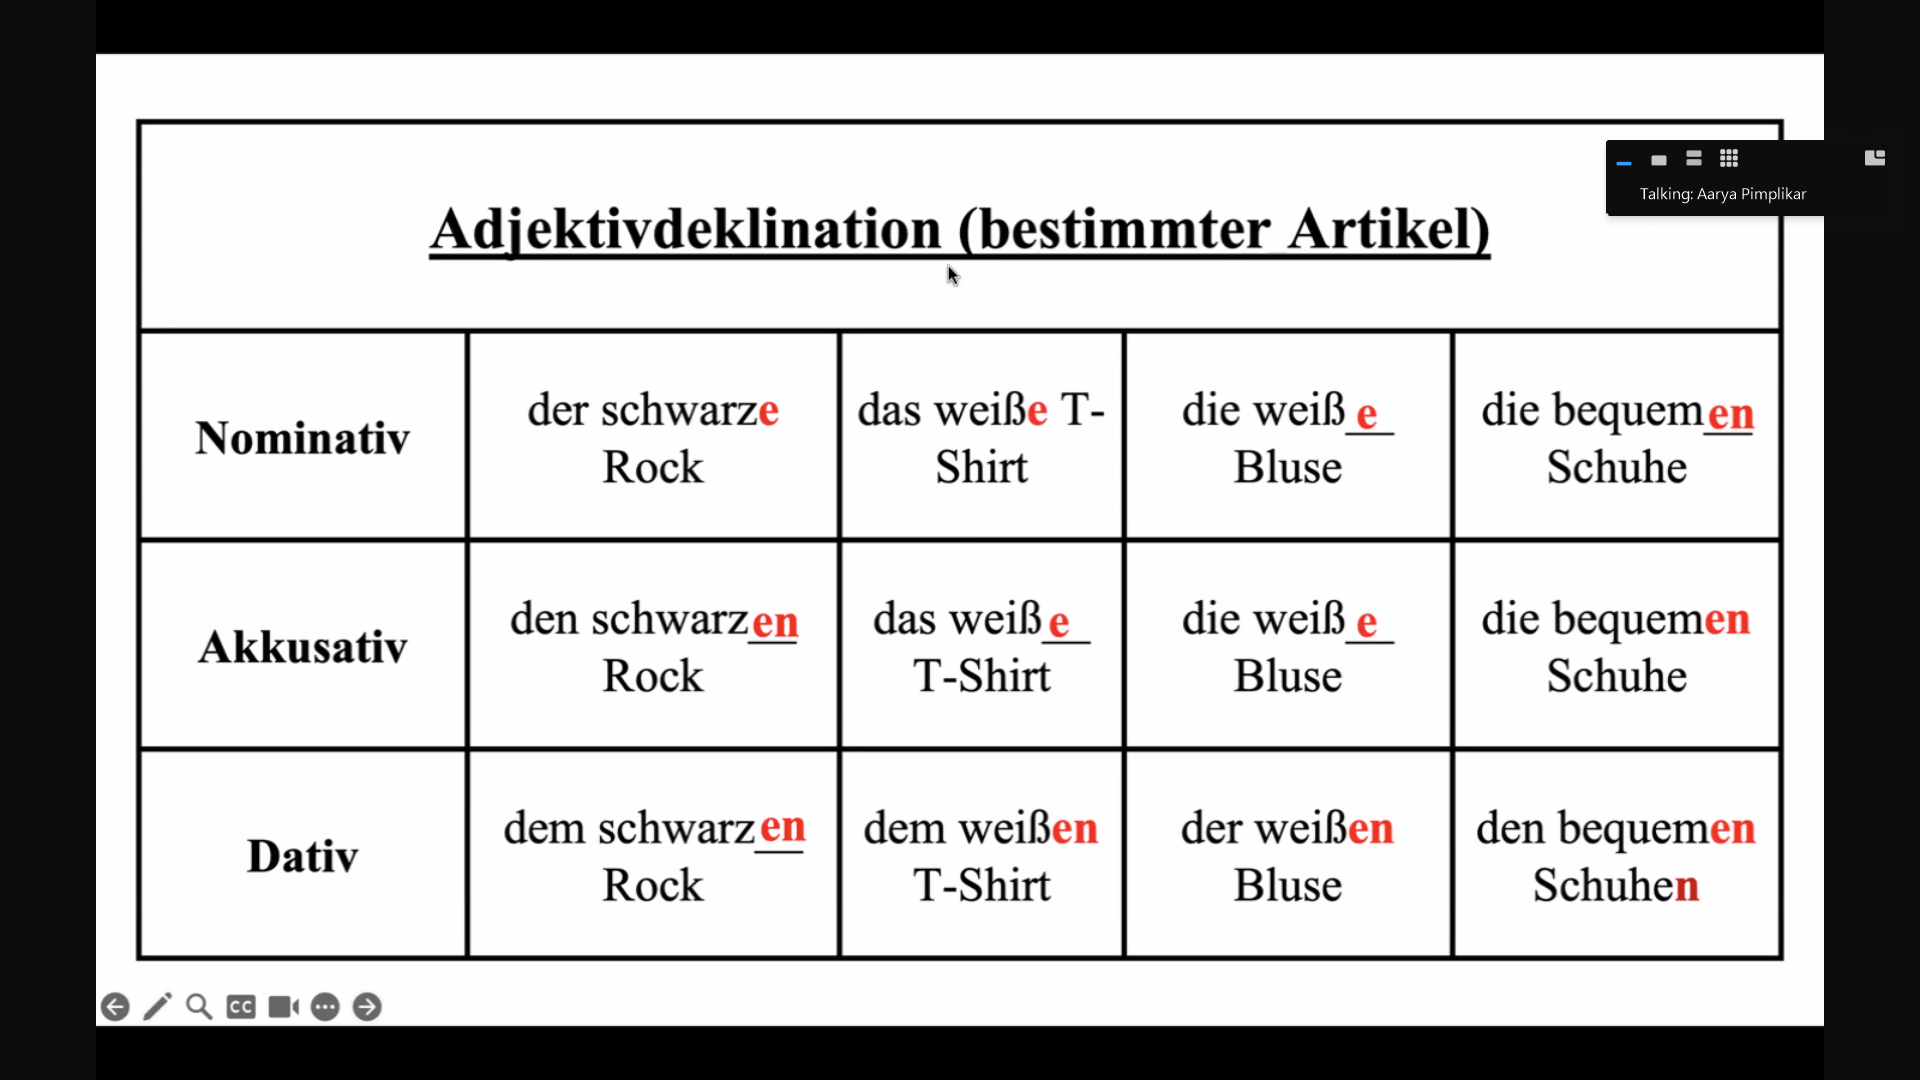 Adjektivdeklination (bestimmter Artikel)
Talking: Aarya Pimplikar
Nominativ
der schwarze
Rock
das weiße T-
Shirt
die weiß e
Bluse
die bequemen
Schuhe
Akkusativ
den schwarzen
Rock
das weiß e
T-Shirt
die weiß e
Bluse
die bequemen
Schuhe
Dativ
dem schwarzen
Rock
dem weißen
T-Shirt
der weißen
Bluse
den bequemen
Schuhen
CC